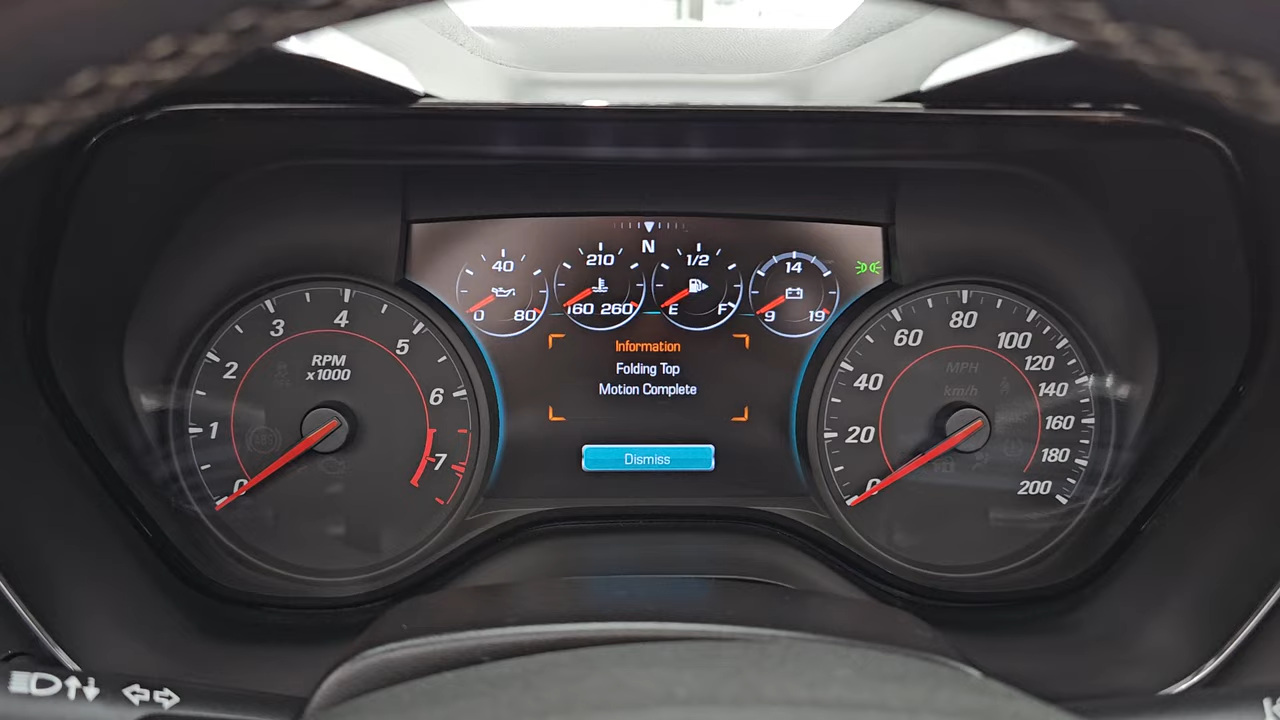 N
40
0 80
210
160 260
1/2
E F
14
9 19
Information
Folding Top
Motion Complete
Dismiss
RPM
x1000
0
1
2
3
4
5
6
7
ABS
MPH
km/h
0
20
40
60
80
100
120
140
160
180
200